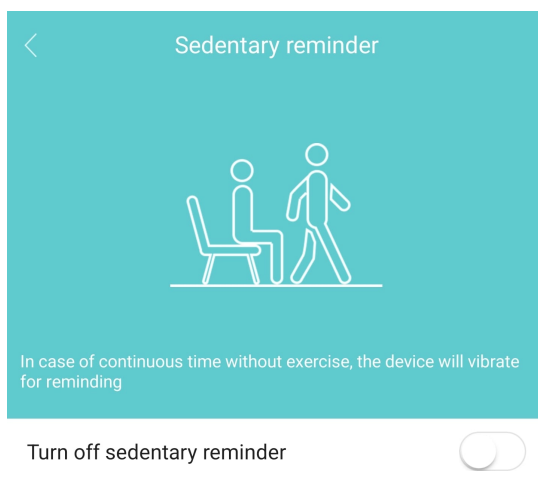 Sedentary reminder
In case of continuous time without exercise, the device will vibrate
for reminding
Turn off sedentary reminder